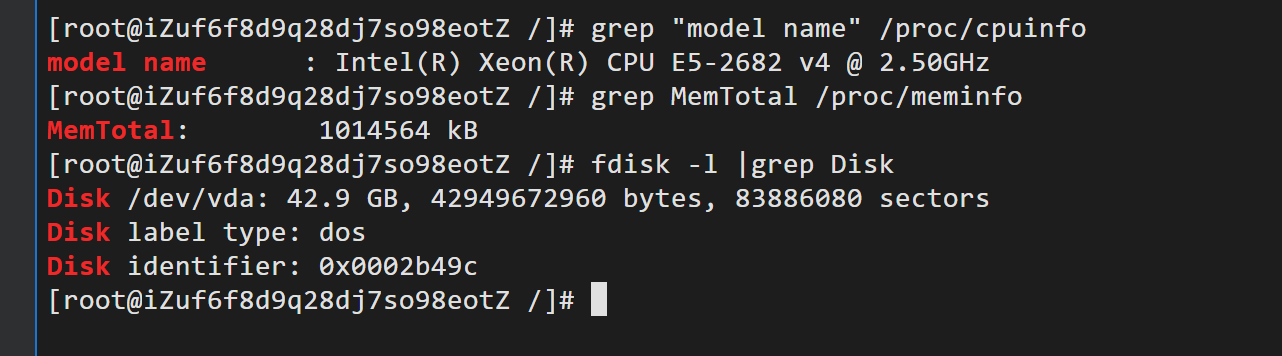 [root@iZuf6f8d9q28dj7so98eotZ /]# grep "model name" /proc/cpuinfo
model name      : Intel(R) Xeon(R) CPU E5-2682 v4 @ 2.50GHz
[root@iZuf6f8d9q28dj7so98eotZ /]# grep MemTotal /proc/meminfo
MemTotal:        1014564 kB
[root@iZuf6f8d9q28dj7so98eotZ /]# fdisk -l |grep Disk
Disk /dev/vda: 42.9 GB, 42949672960 bytes, 83886080 sectors
Disk label type: dos
Disk identifier: 0x0002b49c
[root@iZuf6f8d9q28dj7so98eotZ /]#